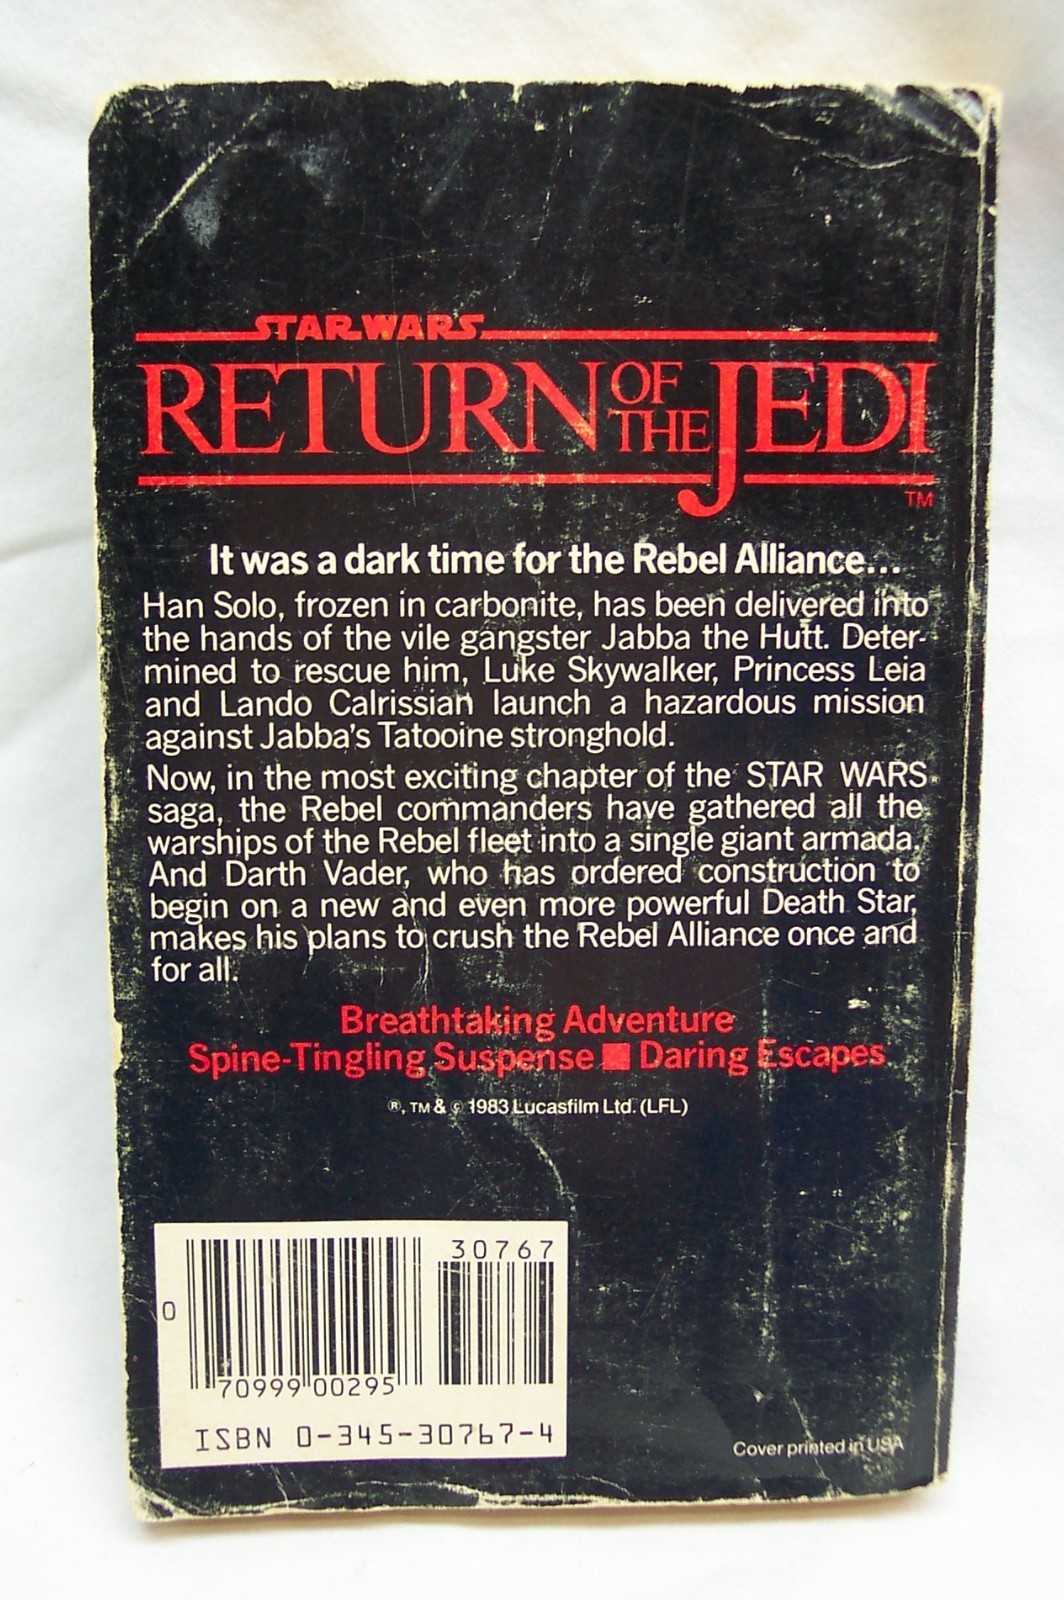 STAR WARS
RETURN OF THE JEDI
TM
It was a dark time for the Rebel Alliance...
Han Solo, frozen in carbonite, has been delivered into
the hands of the vile gangster Jabba the Hutt. Deter-
mined to rescue him, Luke Skywalker, Princess Leia
and Lando Calrissian launch a hazardous mission
against Jabba's Tatooine stronghold.
Now, in the most exciting chapter of the STAR WARS®
saga, the Rebel commanders have gathered all the
warships of the Rebel fleet into a single giant armada.
And Darth Vader, who has ordered construction to
begin on a new and even more powerful Death Star,
makes his plans to crush the Rebel Alliance once and
for all.
Breathtaking Adventure
Spine-Tingling Suspense ■ Daring Escapes
®, TM & © 1983 Lucasfilm Ltd. (LFL)
30767
0
70999 00295
ISBN 0-345-30767-4
Cover printed in USA